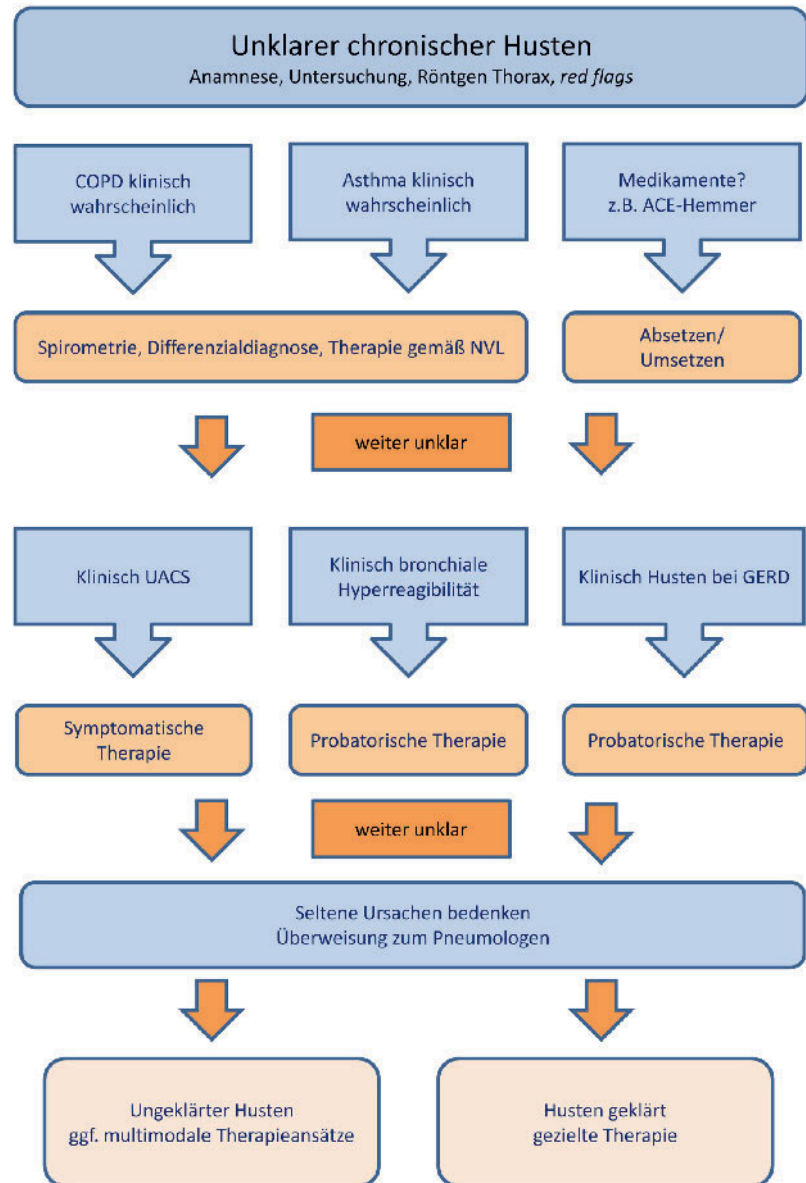 Unklarer chronischer Husten
Anamnese, Untersuchung, Röntgen Thorax, red flags
COPD klinisch
wahrscheinlich
Asthma klinisch
wahrscheinlich
Medikamente?
z.B. ACE-Hemmer
Spirometrie, Differenzialdiagnose, Therapie gemäß NVL
Absetzen/
Umsetzen
weiter unklar
Klinisch UACS
Klinisch bronchiale
Hyperreagibilität
Klinisch Husten bei GERD
Symptomatische
Therapie
Probatorische Therapie
Probatorische Therapie
weiter unklar
Seltene Ursachen bedenken
Überweisung zum Pneumologen
Ungeklärter Husten
ggf. multimodale Therapieansätze
Husten geklärt
gezielte Therapie